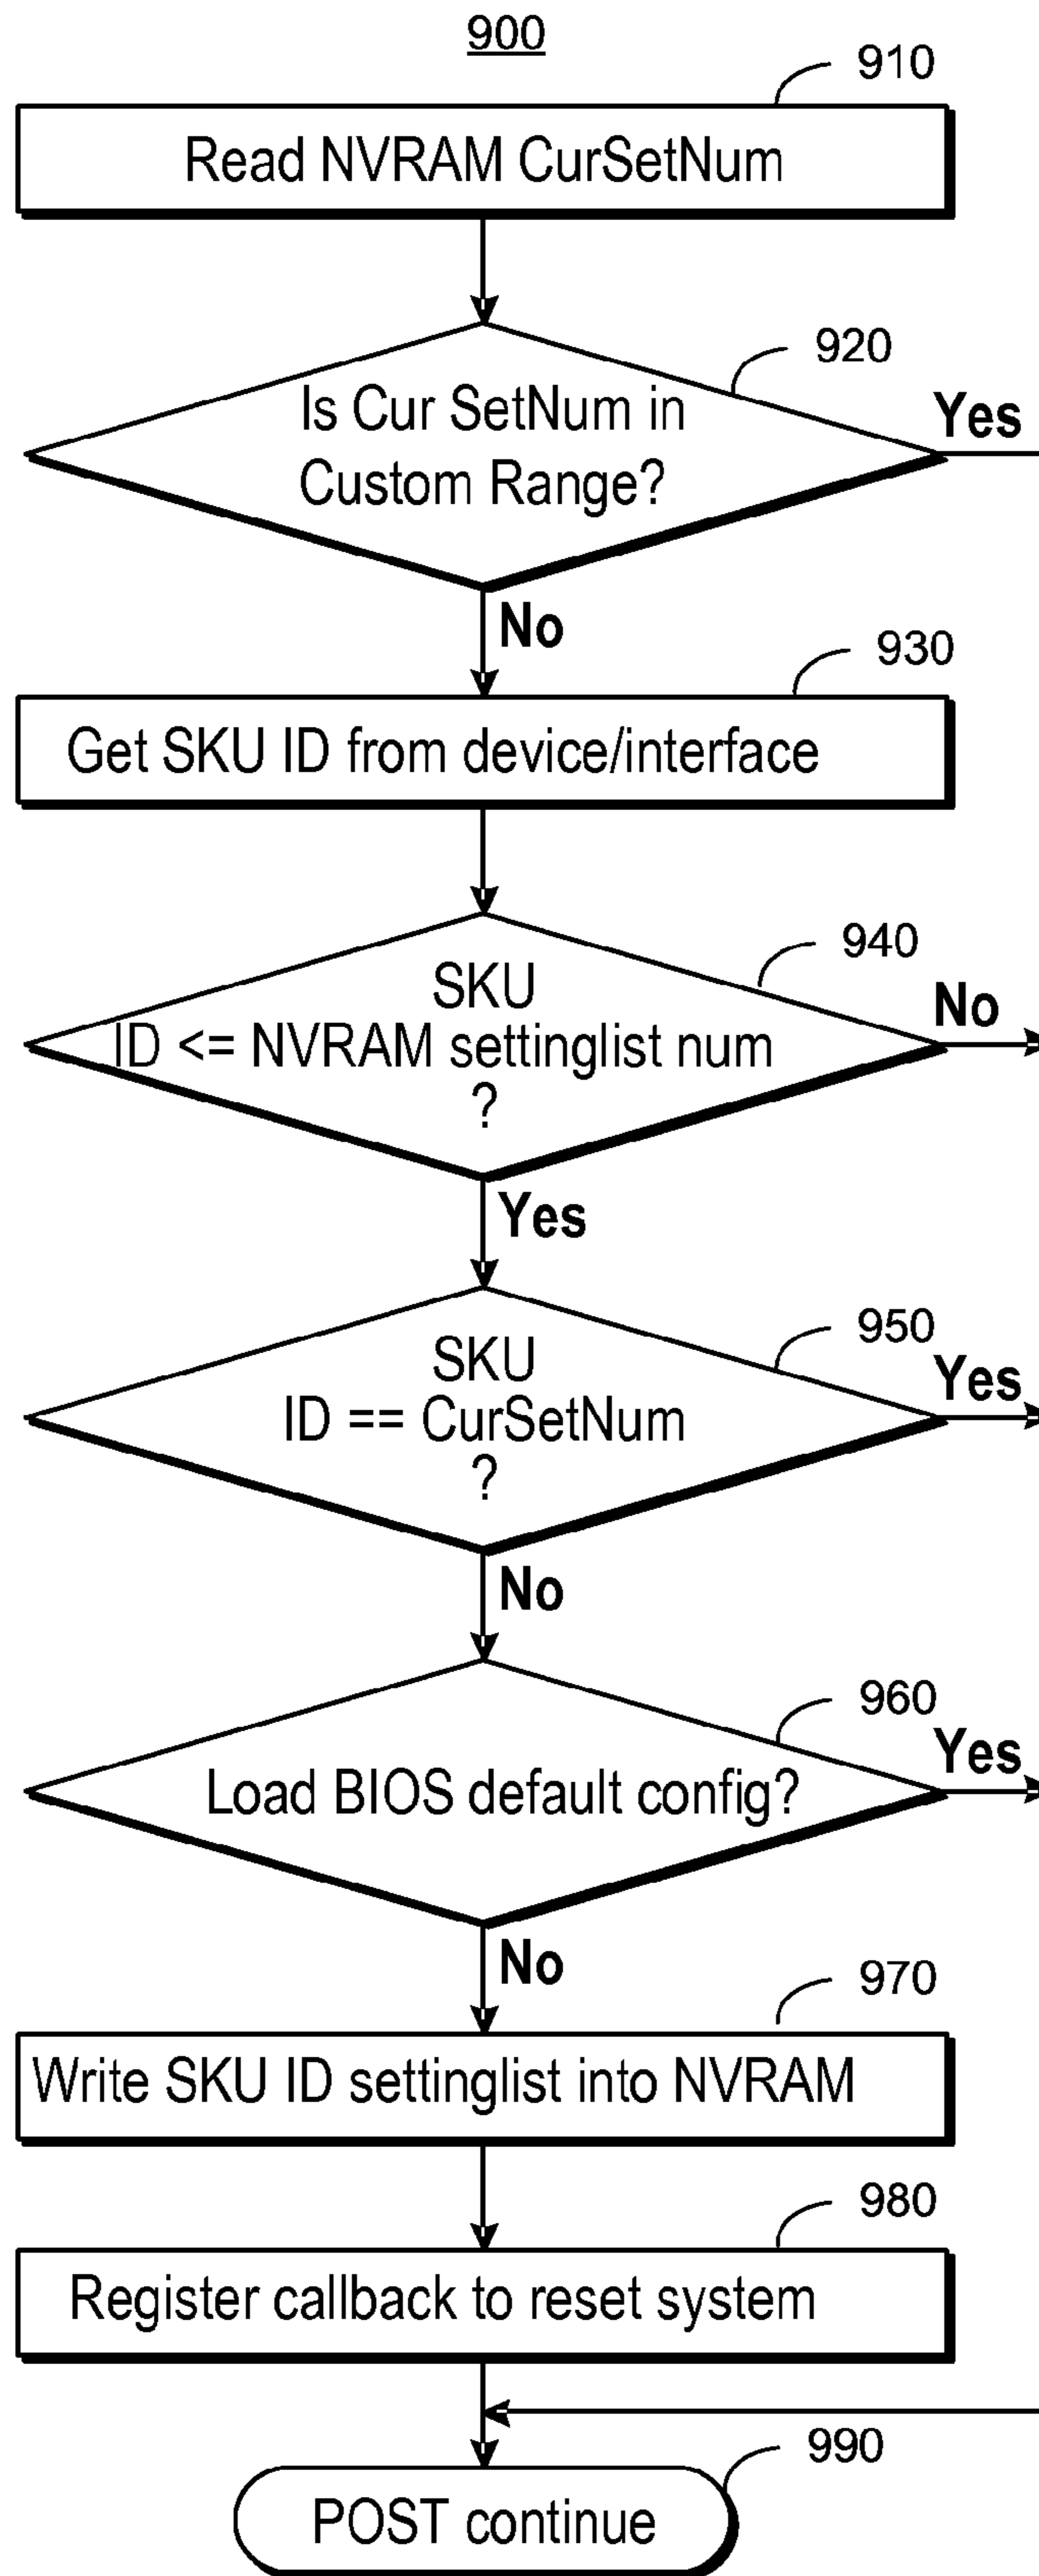 900
910
Read NVRAM CurSetNum
920
Is Cur SetNum in
Custom Range?
Yes
No
930
Get SKU ID from device/interface
940
SKU
ID <= NVRAM settinglist num
?
No
Yes
950
SKU
ID == CurSetNum
?
Yes
No
960
Load BIOS default config?
Yes
No
970
Write SKU ID settinglist into NVRAM
980
Register callback to reset system
990
POST continue